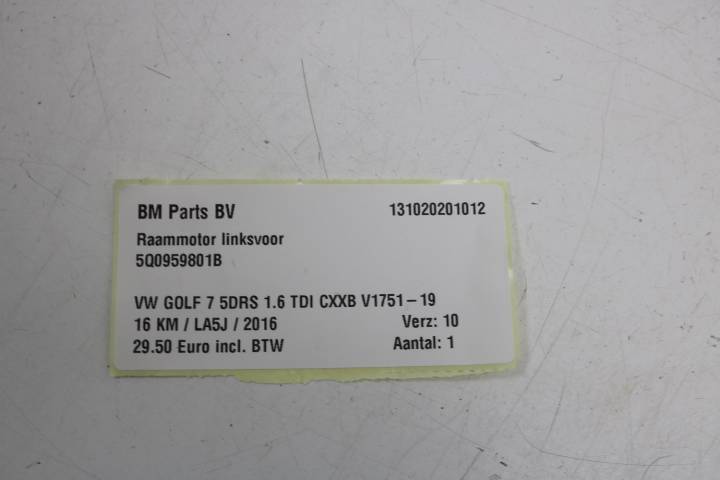 BM Parts BV 131020201012
Raammotor linksvoor
5Q0959801B
VW GOLF 7 5DRS 1.6 TDI CXXB V1751-19
16 KM / LA5J / 2016 Verz: 10
29.50 Euro incl. BTW Aantal: 1